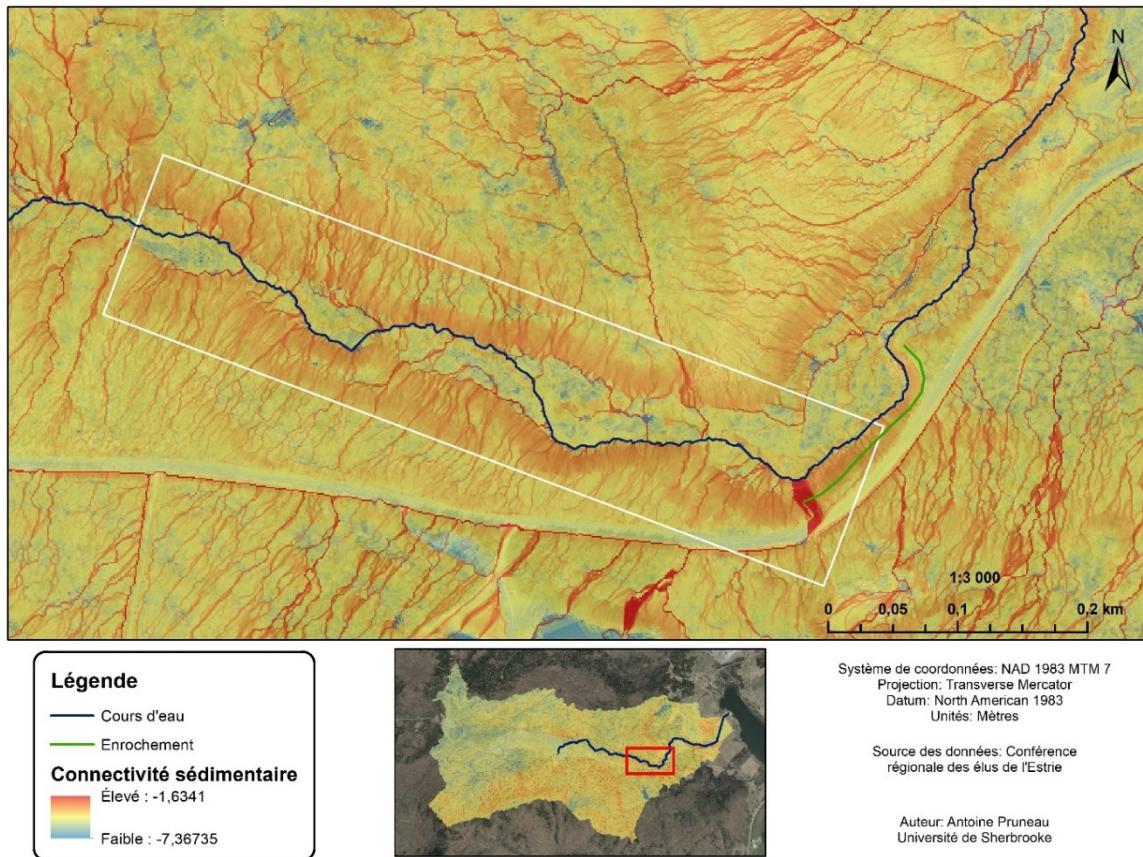 N
1:3 000
0 0,05 0,1 0,2 km
Légende
Cours d'eau
Enrochement
Connectivité sédimentaire
Élevé : -1,6341
Faible : -7,36735
Système de coordonnées: NAD 1983 MTM 7
Projection: Transverse Mercator
Datum: North American 1983
Unités: Mètres
Source des données: Conférence
régionale des élus de l'Estrie
Auteur: Antoine Pruneau
Université de Sherbrooke